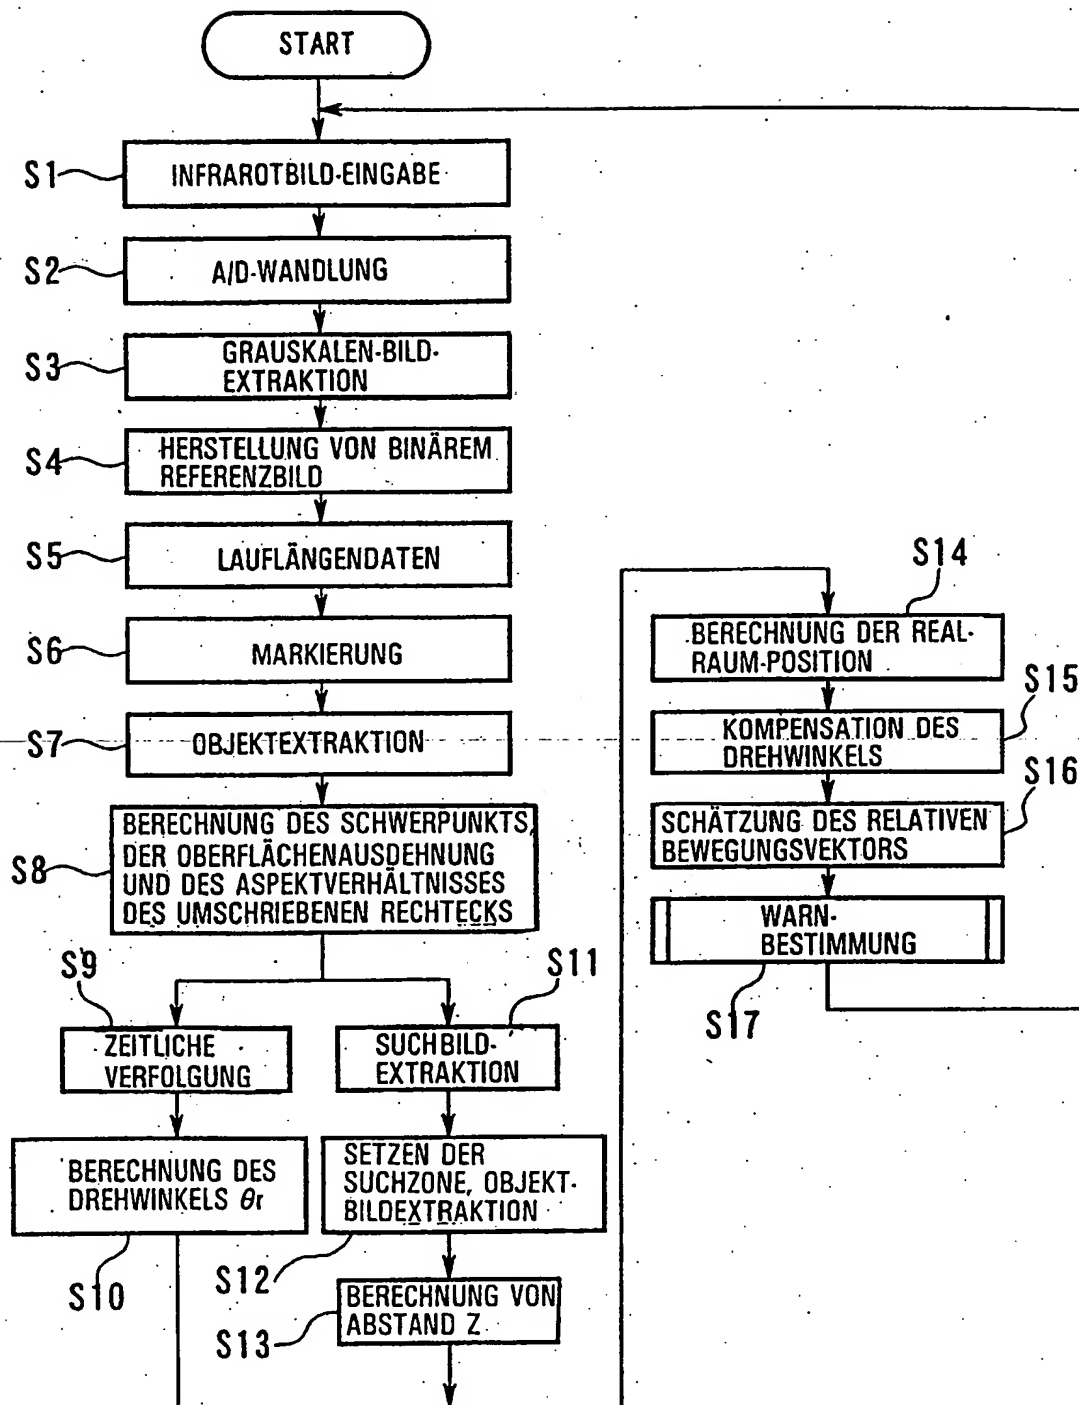 START
S1
INFRAROTBILD-EINGABE
S2
A/D-WANDLUNG
S3
GRAUSKALEN-BILD-
EXTRAKTION
S4
HERSTELLUNG VON BINÄREM
REFERENZBILD
S5
LAUFLÄNGENDATEN
S6
MARKIERUNG
S7
OBJEKTEXTRAKTION
S8
BERECHNUNG DES SCHWERPUNKTS,
DER OBERFLÄCHENAUSDEHNUNG
UND DES ASPEKTVERHÄLTNISSES
DES UMSCHRIEBENEN RECHTECKS
S9
ZEITLICHE
VERFOLGUNG
S10
BERECHNUNG DES
DREHWINKELS θr
S11
SUCHBILD-
EXTRAKTION
S12
SETZEN DER
SUCHZONE, OBJEKT-
BILDEXTRAKTION
S13
BERECHNUNG VON
ABSTAND Z
S14
BERECHNUNG DER REAL-
RAUM-POSITION
S15
KOMPENSATION DES
DREHWINKELS
S16
SCHÄTZUNG DES RELATIVEN
BEWEGUNGSVEKTORS
S17
WARN-
BESTIMMUNG